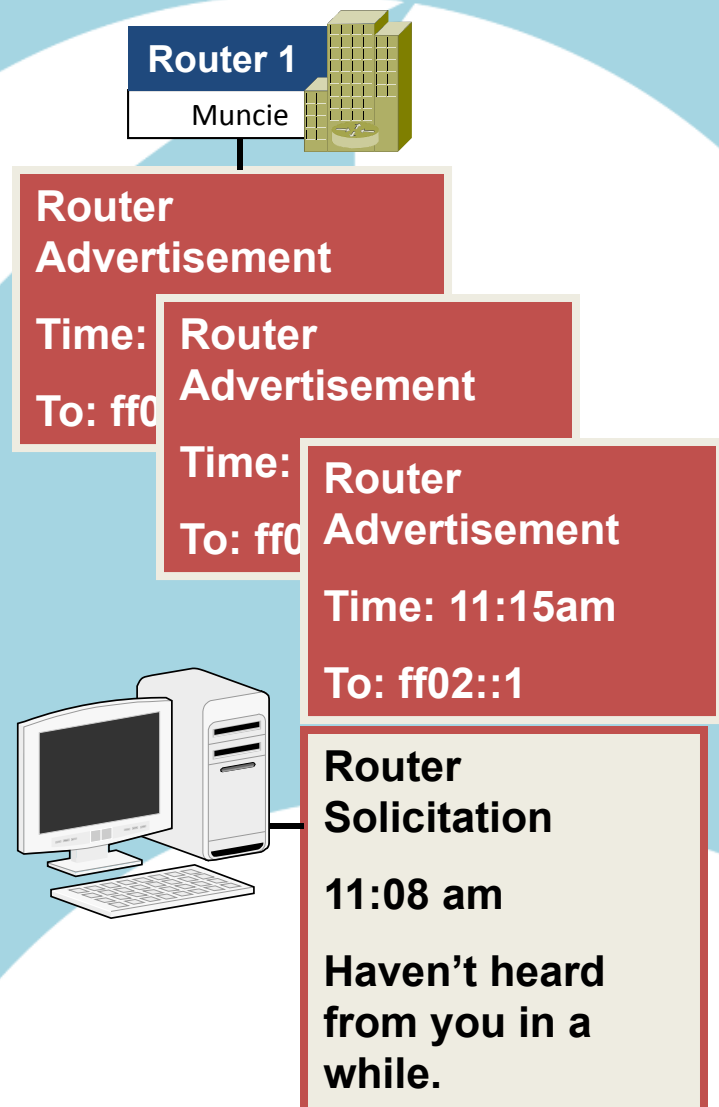 Router 1
Muncie
Router
Advertisement
Time:
To: ff0
Router
Advertisement
Time:
To: ff0
Router
Advertisement
Time: 11:15am
To: ff02::1
Router
Solicitation
11:08 am
Haven’t heard
from you in a
while.